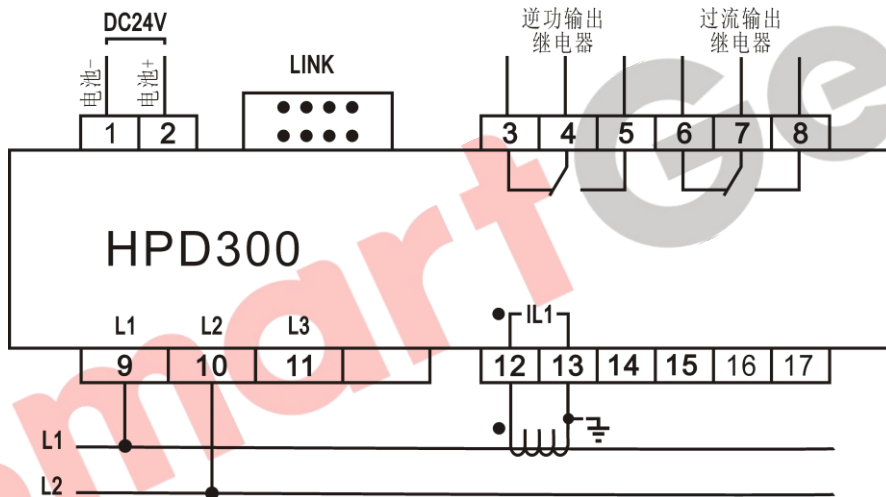 DC24V
电池-
电池+
LINK
逆功输出
继电器
过流输出
继电器
1 2
3 4 5 6 7 8
HPD300
L1 L2 L3
IL1
9 10 11
12 13 14 15 16 17
L1
L2
smartGe